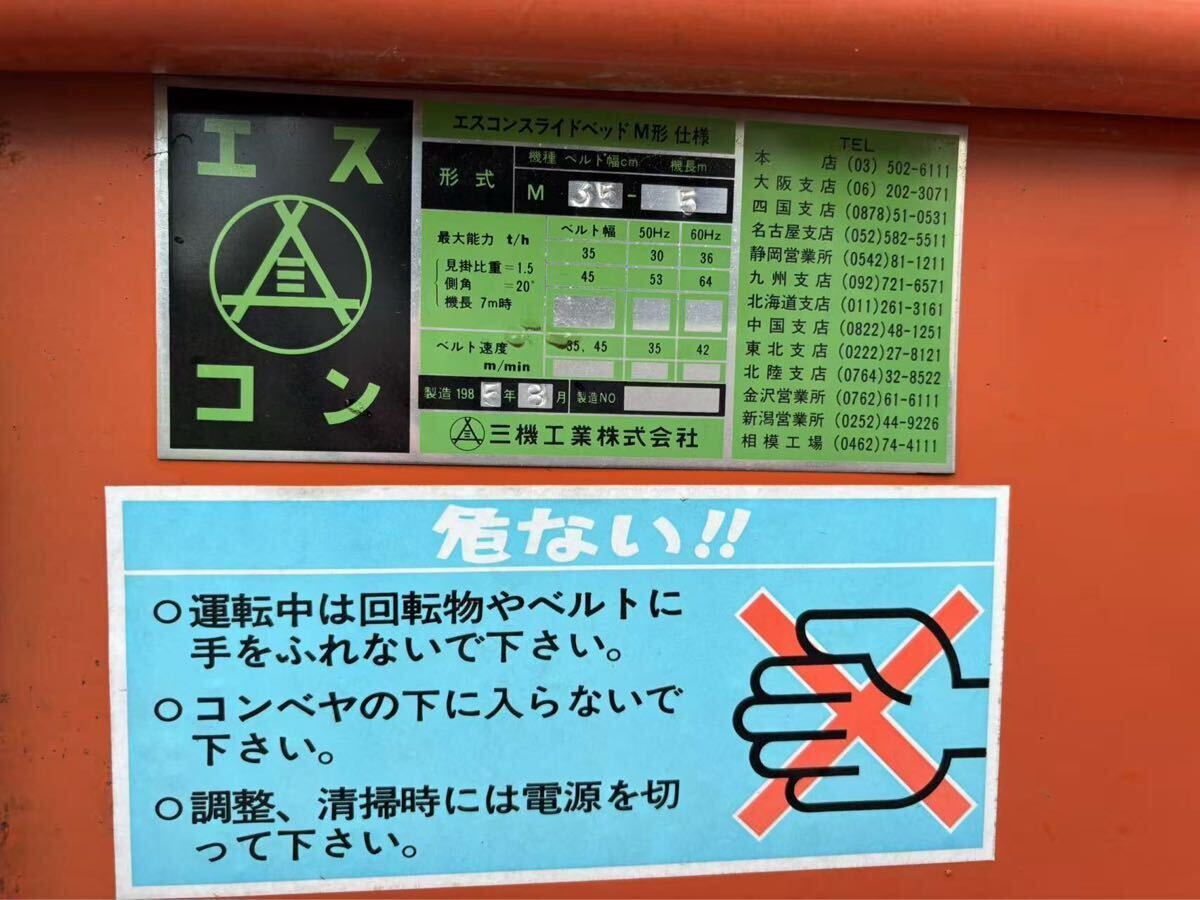 エス
コン
エスコンスライドベッドM形 仕様
形式
機種 ベルト幅cm 機長m
M 35 - 5
最大能力 t/h
見掛比重=1.5
側角=20°
機長 7m時
ベルト幅 50Hz 60Hz
35 30 36
45 53 64
ベルト速度 m/min
35, 45 35 42
製造 198 年 8月 製造NO
三機工業株式会社
TEL
本店 (03) 502-6111
大阪支店 (06) 202-3071
四国支店 (0878)51-0531
名古屋支店 (052)582-5511
静岡営業所 (0542)81-1211
九州支店 (092)721-6571
北海道支店 (011)261-3161
中国支店 (0822)48-1251
東北支店 (0222)27-8121
北陸支店 (0764)32-8522
金沢営業所 (0762)61-6111
新潟営業所 (0252)44-9226
相模工場 (0462)74-4111
危ない!!
○運転中は回転物やベルトに
手をふれないで下さい。
○コンベヤの下に入らないで
下さい。
○調整、清掃時には電源を切
って下さい。